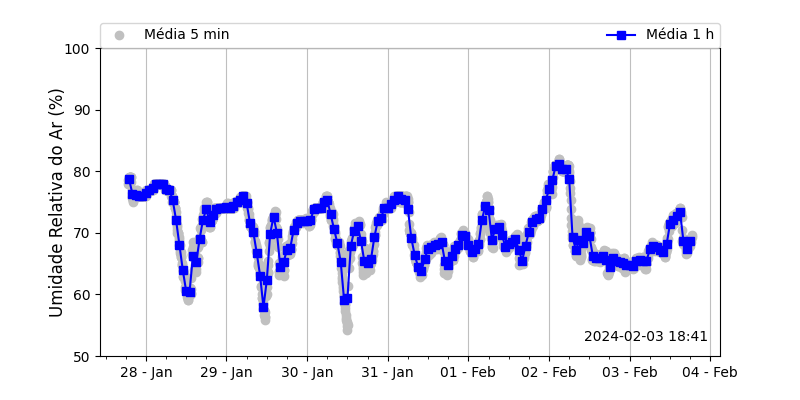 Média 5 min
Média 1 h
Umidade Relativa do Ar (%)
100
90
80
70
60
50
2024-02-03 18:41
28 - Jan
29 - Jan
30 - Jan
31 - Jan
01 - Feb
02 - Feb
03 - Feb
04 - Feb